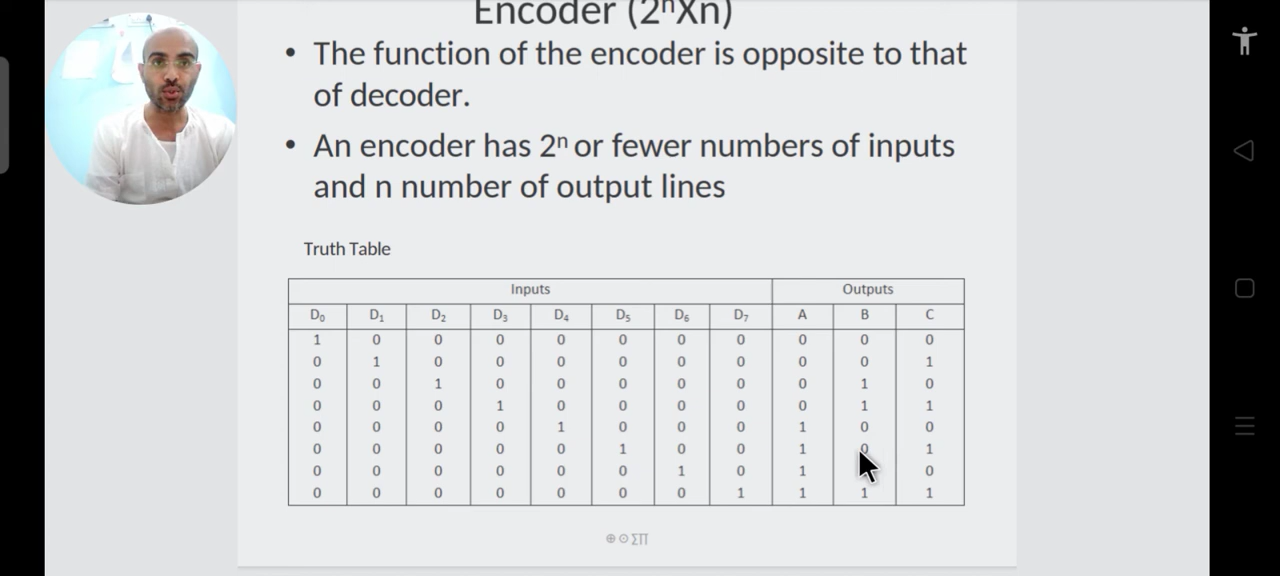 Encoder (2ⁿXn)
• The function of the encoder is opposite to that
of decoder.
• An encoder has 2ⁿ or fewer numbers of inputs
and n number of output lines
Truth Table
Inputs Outputs
D₀ D₁ D₂ D₃ D₄ D₅ D₆ D₇ A B C
1 0 0 0 0 0 0 0 0 0 0
0 1 0 0 0 0 0 0 0 0 1
0 0 1 0 0 0 0 0 0 1 0
0 0 0 1 0 0 0 0 0 1 1
0 0 0 0 1 0 0 0 1 0 0
0 0 0 0 0 1 0 0 1 0 1
0 0 0 0 0 0 1 0 1 0
0 0 0 0 0 0 0 1 1 1 1
⊕⊙∑∏